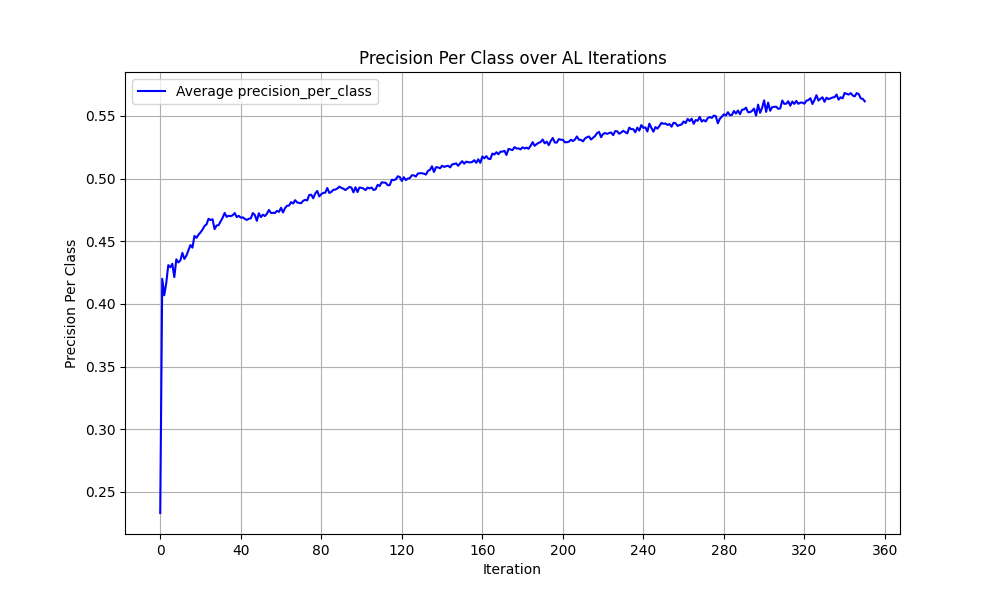 Precision Per Class over AL Iterations
Average precision_per_class
Precision Per Class
0.55
0.50
0.45
0.40
0.35
0.30
0.25
0 40 80 120 160 200 240 280 320 360
Iteration